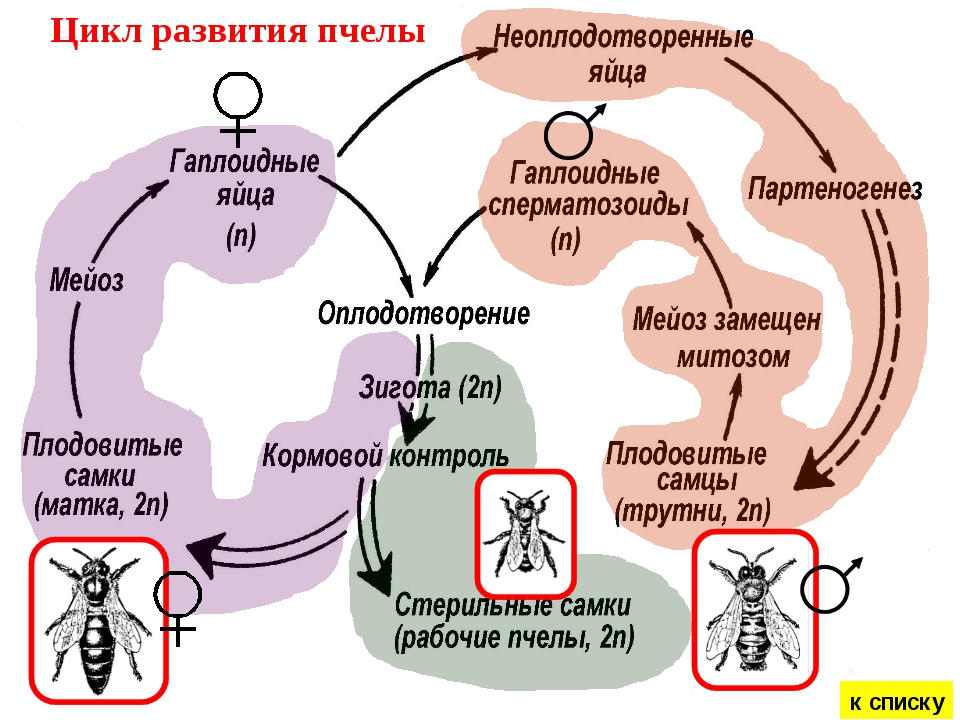 Цикл развития пчелы
Неоплодотворенные
яйца
Гаплоидные
яйца
(n)
Гаплоидные
сперматозоиды
(n)
Партеногенез
Мейоз
Оплодотворение
Мейоз замещен
митозом
Зигота (2n)
Плодовитые
самки
(матка, 2n)
Кормовой контроль
Плодовитые
самцы
(трутни, 2n)
Стерильные самки
(рабочие пчелы, 2n)
к списку